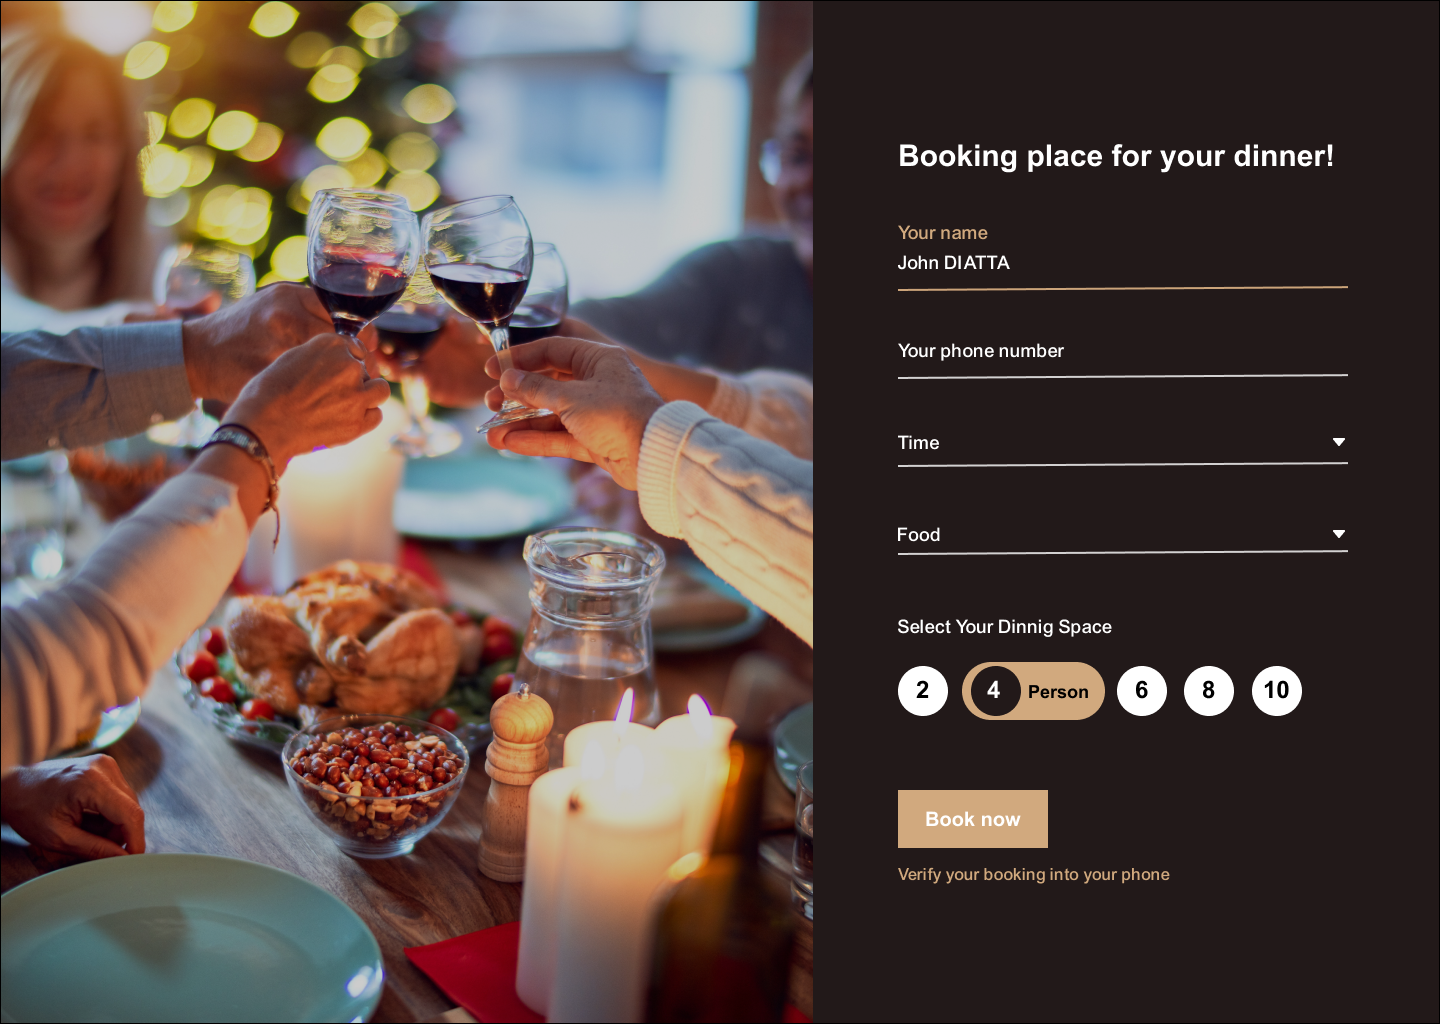 Booking place for your dinner!
Your name
John DIATTA
Your phone number
Time
Food
Select Your Dinnig Space
2 4 Person 6 8 10
Book now
Verify your booking into your phone